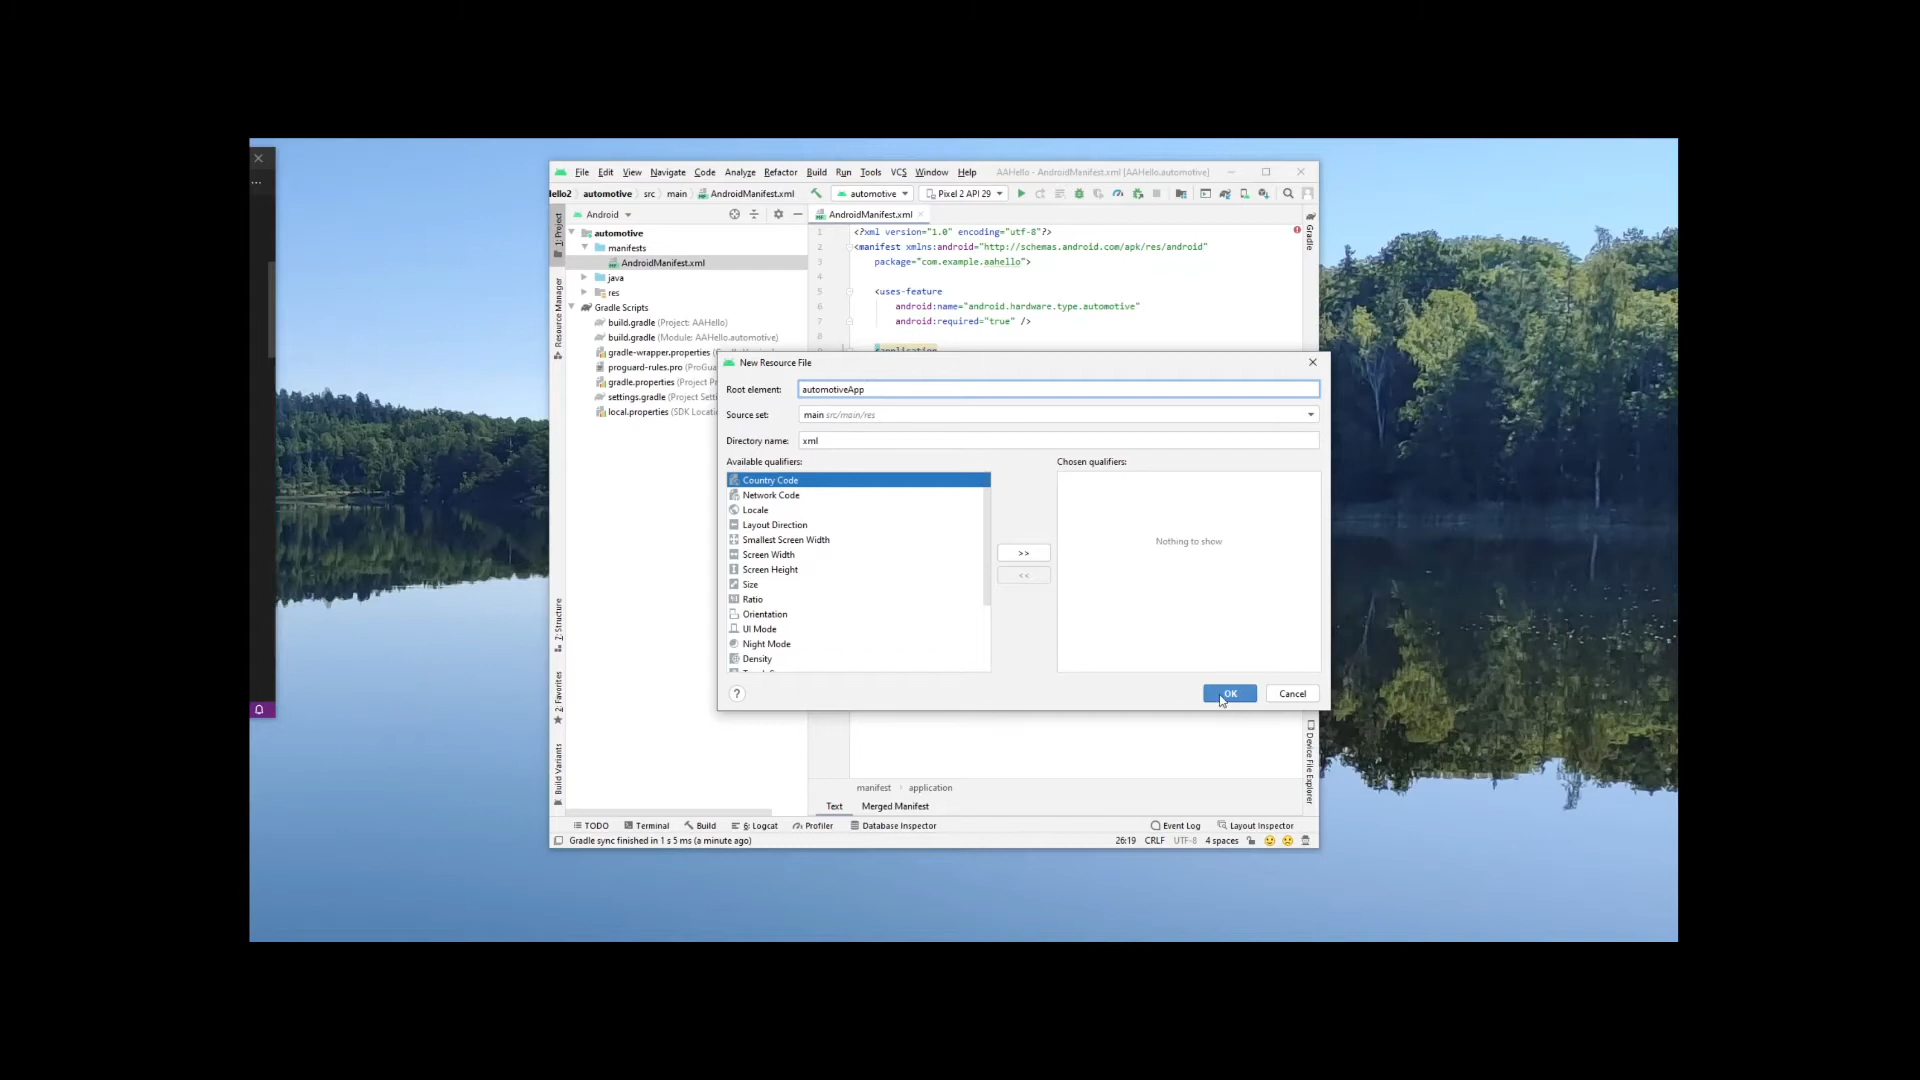 File Edit View Navigate Code Analyze Refactor Build Run Tools VCS Window Help AAHello - AndroidManifest.xml [AAHello.automotive]
automotive src main AndroidManifest.xml automotive Pixel 2 API 29
1: Project
Android
AndroidManifest.xml
Gradle
automotive
manifests
AndroidManifest.xml
java
res
Gradle Scripts
build.gradle (Project: AAHello)
build.gradle (Module: AAHello.automotive)
gradle-wrapper.properties
proguard-rules.pro
gradle.properties
settings.gradle
local.properties
Resource Manager
1 <?xml version="1.0" encoding="utf-8"?>
2 <manifest xmlns:android="http://schemas.android.com/apk/res/android"
3 package="com.example.aahello">
4
5 <uses-feature
6 android:name="android.hardware.type.automotive"
7 android:required="true" />
8
<application
New Resource File
Root element: automotiveApp
Source set: main src/main/res
Directory name: xml
Available qualifiers: Chosen qualifiers:
Country Code
Network Code
Locale
Layout Direction
Smallest Screen Width
Screen Width
Screen Height
Size
Ratio
Orientation
UI Mode
Night Mode
Density
>>
<<
Nothing to show
? OK Cancel
Z: Structure
2: Favorites
Build Variants
Device File Explorer
manifest › application
Text Merged Manifest
TODO Terminal Build 6: Logcat Profiler Database Inspector Event Log Layout Inspector
Gradle sync finished in 1 s 5 ms (a minute ago) 26:19 CRLF UTF-8 4 spaces